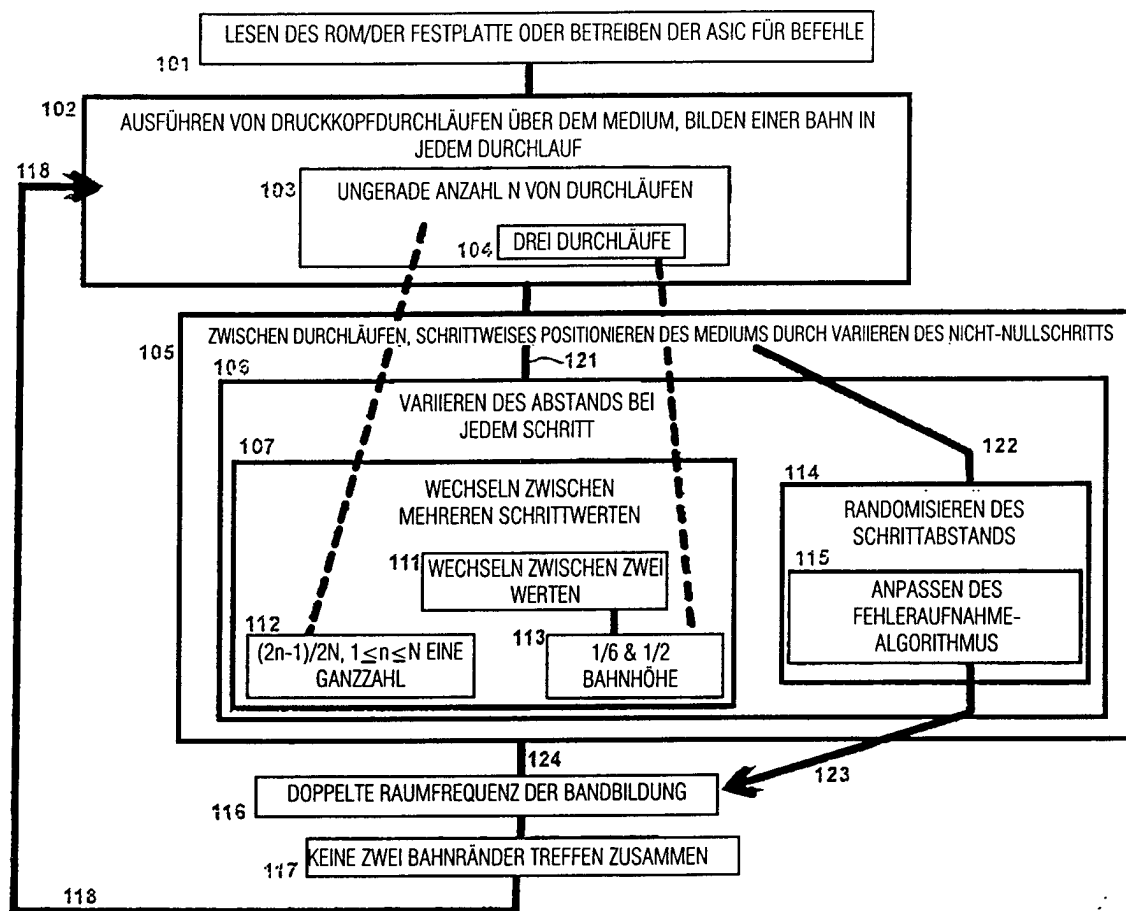 LESEN DES ROM/DER FESTPLATTE ODER BETREIBEN DER ASIC FÜR BEFEHLE
101
102
AUSFÜHREN VON DRUCKKOPFDURCHLÄUFEN ÜBER DEM MEDIUM, BILDEN EINER BAHN IN
JEDEM DURCHLAUF
118
103
UNGERADE ANZAHL N VON DURCHLÄUFEN
104
DREI DURCHLÄUFE
ZWISCHEN DURCHLÄUFEN, SCHRITTWEISES POSITIONIEREN DES MEDIUMS DURCH VARIIEREN DES NICHT-NULLSCHRITTS
105
121
106
VARIIEREN DES ABSTANDS BEI
JEDEM SCHRITT
107
122
WECHSELN ZWISCHEN
MEHREREN SCHRITTWERTEN
114
RANDOMISIEREN DES
SCHRITTABSTANDS
111
WECHSELN ZWISCHEN ZWEI
WERTEN
115
ANPASSEN DES
FEHLERAUFNAHME-
ALGORITHMUS
112
(2n-1)/2N, 1≤n≤N EINE
GANZZAHL
113
1/6 & 1/2
BAHNHÖHE
124
123
DOPPELTE RAUMFREQUENZ DER BANDBILDUNG
116
KEINE ZWEI BAHNRÄNDER TREFFEN ZUSAMMEN
117
118